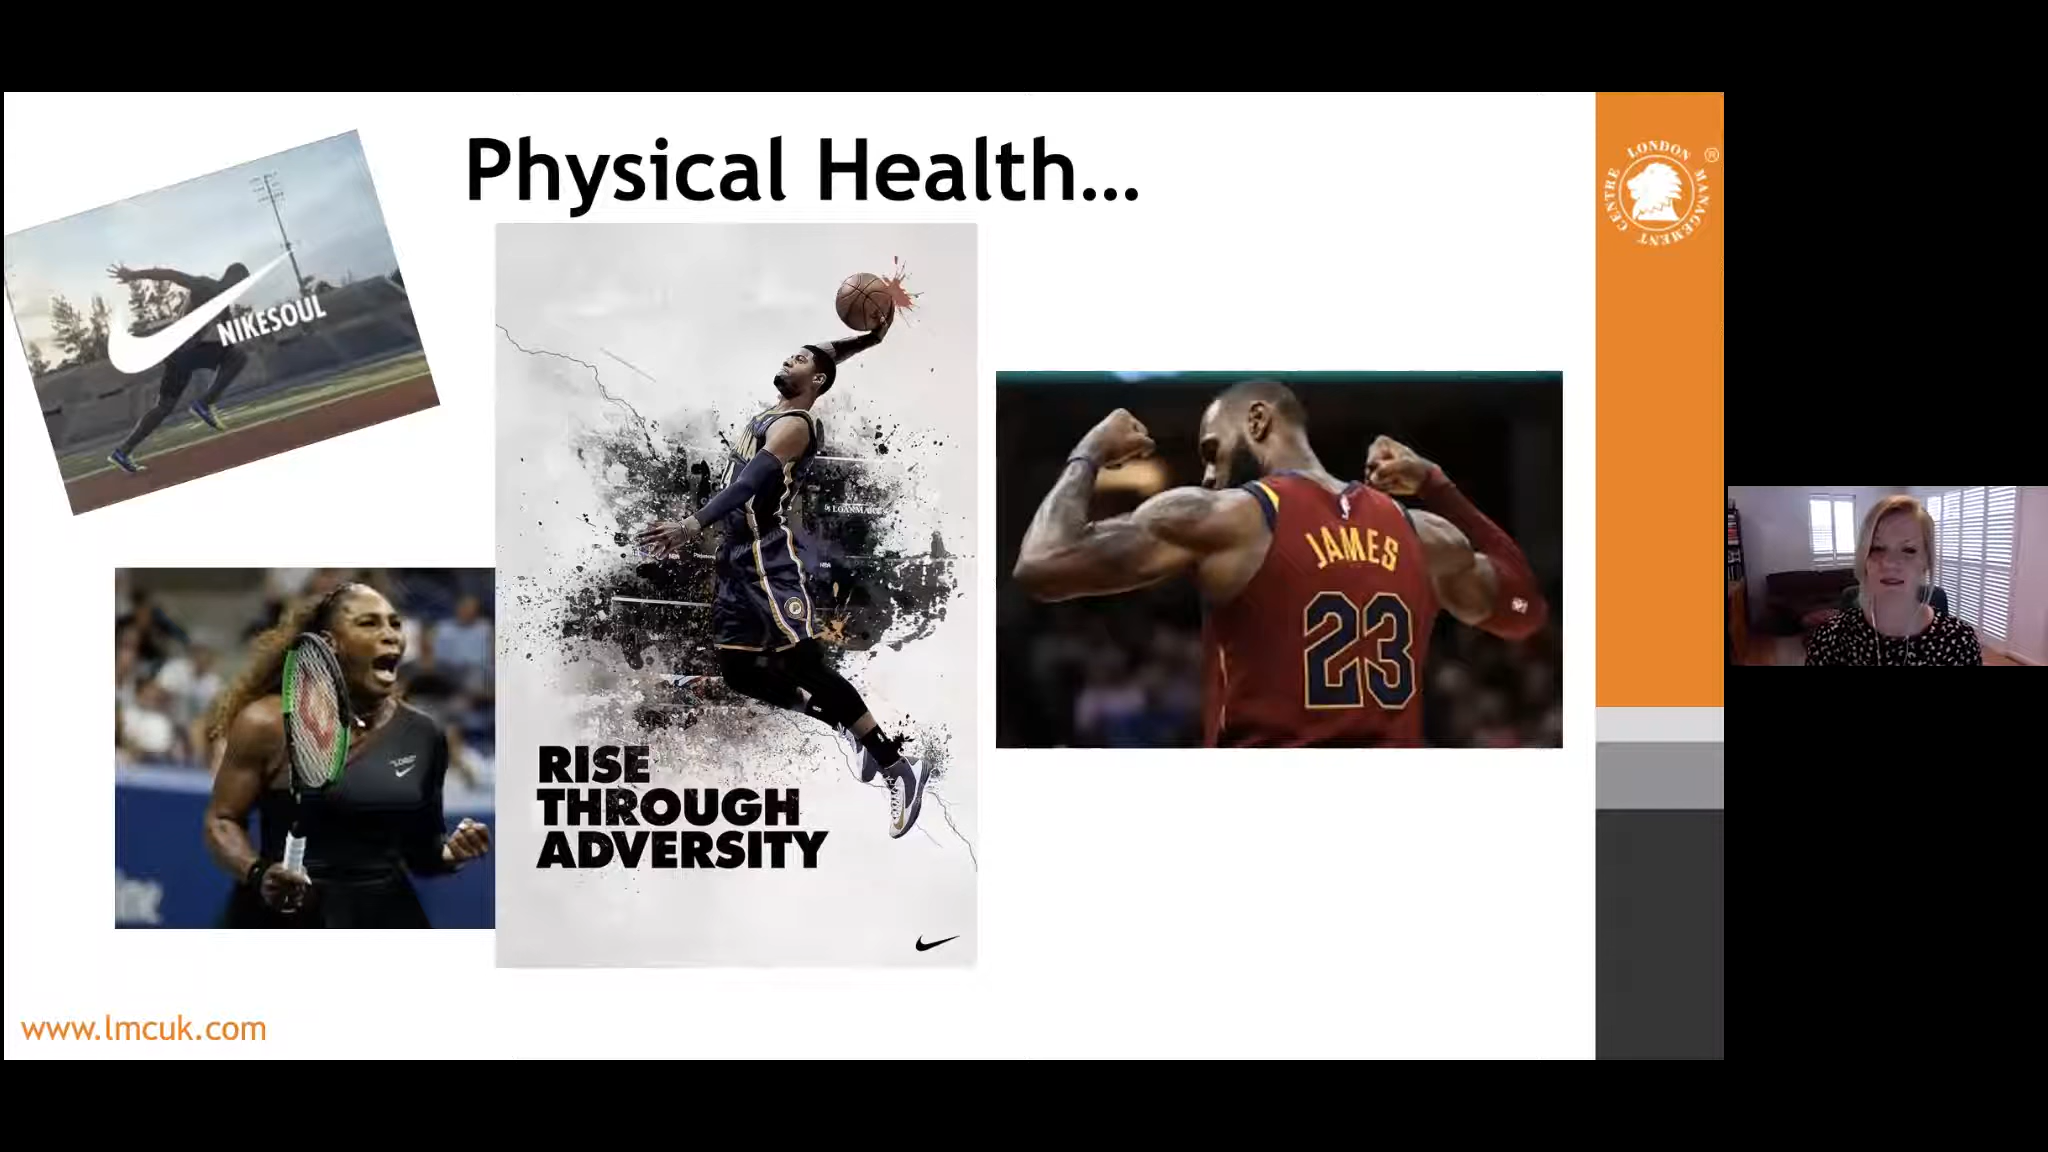 Physical Health...
LONDON
MANAGEMENT
CENTRE
®
NIKESOUL
JAMES
23
RISE
THROUGH
ADVERSITY
www.lmcuk.com